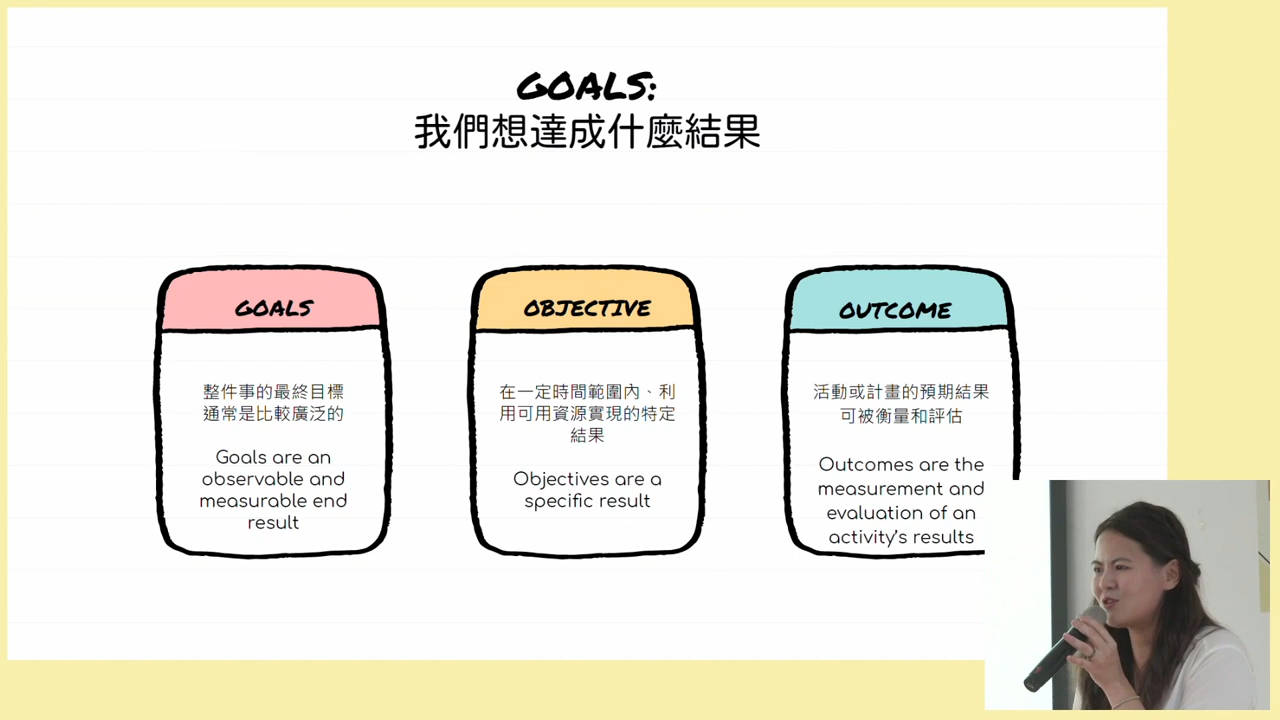 GOALS:
我們想達成什麼結果
GOALS
整件事的最終目標
通常是比較廣泛的
Goals are an
observable and
measurable end
result
OBJECTIVE
在一定時間範圍內、利
用可用資源實現的特定
結果
Objectives are a
specific result
OUTCOME
活動或計畫的預期結果
可被衡量和評估
Outcomes are the
measurement and
evaluation of an
activity's results